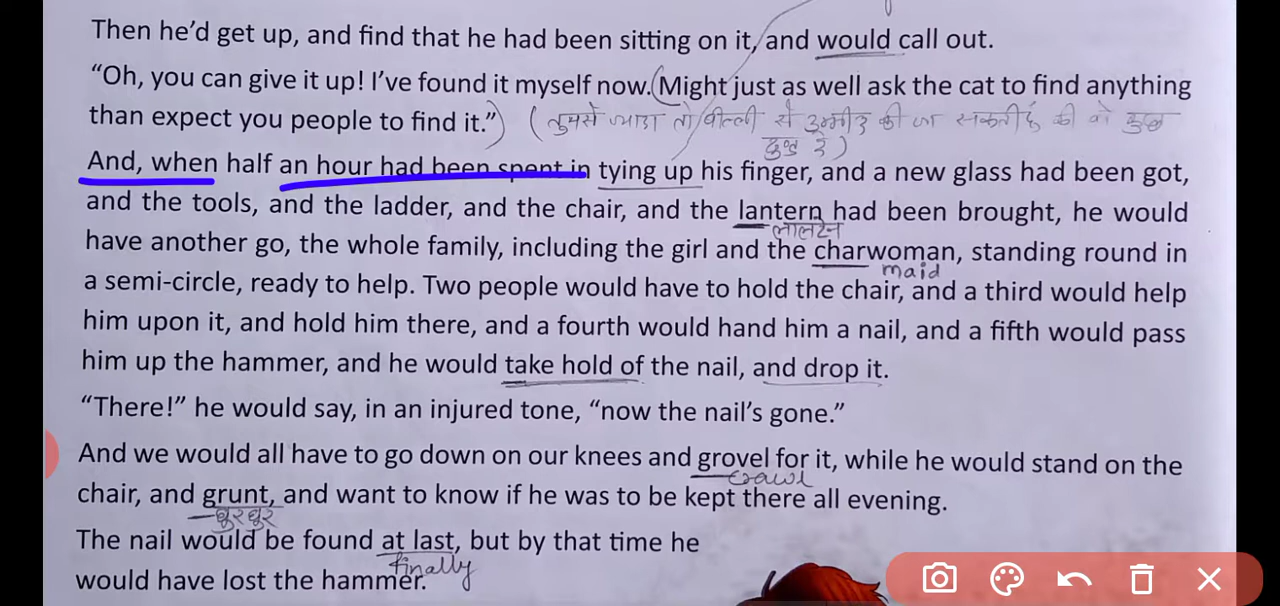 Then he'd get up, and find that he had been sitting on it, and would call out.
“Oh, you can give it up! I've found it myself now. (Might just as well ask the cat to find anything
than expect you people to find it.”) (तुमसे ज्यादा तो बील्ली से उम्मीद की जा सकती है की वो कुछ
ढूंढ दे)
And, when half an hour had been spent in tying up his finger, and a new glass had been got,
and the tools, and the ladder, and the chair, and the lantern had been brought, he would
लालटेन
have another go, the whole family, including the girl and the charwoman, standing round in
maid
a semi-circle, ready to help. Two people would have to hold the chair, and a third would help
him upon it, and hold him there, and a fourth would hand him a nail, and a fifth would pass
him up the hammer, and he would take hold of the nail, and drop it.
“There!” he would say, in an injured tone, “now the nail's gone.”
And we would all have to go down on our knees and grovel for it, while he would stand on the
crawl
chair, and grunt, and want to know if he was to be kept there all evening.
घुरघुर
The nail would be found at last, but by that time he
finally
would have lost the hammer.